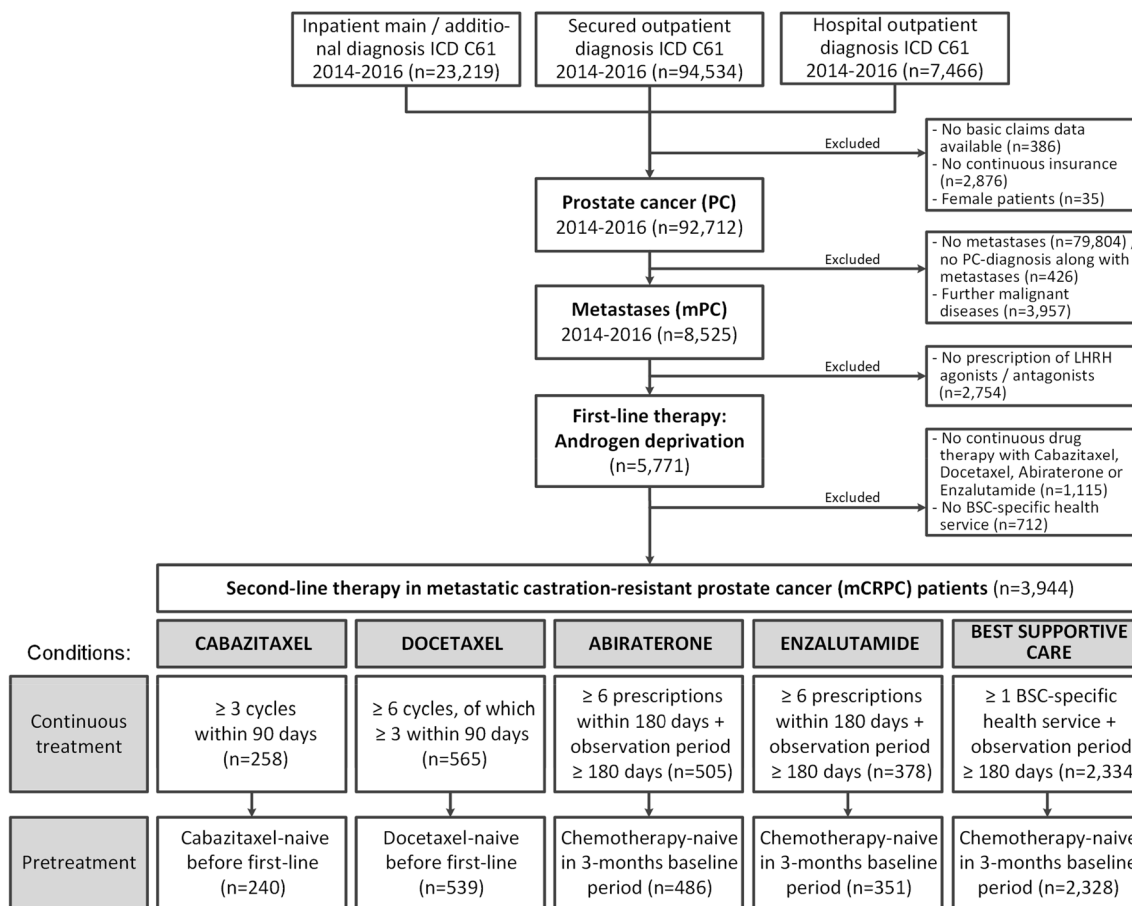 Inpatient main / additio-
nal diagnosis ICD C61
2014-2016 (n=23,219)
Secured outpatient
diagnosis ICD C61
2014-2016 (n=94,534)
Hospital outpatient
diagnosis ICD C61
2014-2016 (n=7,466)
Excluded
- No basic claims data
available (n=386)
- No continuous insurance
(n=2,876)
- Female patients (n=35)
Prostate cancer (PC)
2014-2016 (n=92,712)
Excluded
- No metastases (n=79,804) ,
no PC-diagnosis along with
metastases (n=426)
- Further malignant
diseases (n=3,957)
Metastases (mPC)
2014-2016 (n=8,525)
Excluded
- No prescription of LHRH
agonists / antagonists
(n=2,754)
First-line therapy:
Androgen deprivation
(n=5,771)
Excluded
- No continuous drug
therapy with Cabazitaxel,
Docetaxel, Abiraterone or
Enzalutamide (n=1,115)
- No BSC-specific health
service (n=712)
Second-line therapy in metastatic castration-resistant prostate cancer (mCRPC) patients (n=3,944)
Conditions:
CABAZITAXEL
DOCETAXEL
ABIRATERONE
ENZALUTAMIDE
BEST SUPPORTIVE
CARE
Continuous
treatment
≥ 3 cycles
within 90 days
(n=258)
≥ 6 cycles, of which
≥ 3 within 90 days
(n=565)
≥ 6 prescriptions
within 180 days +
observation period
≥ 180 days (n=505)
≥ 6 prescriptions
within 180 days +
observation period
≥ 180 days (n=378)
≥ 1 BSC-specific
health service +
observation period
≥ 180 days (n=2,334)
Pretreatment
Cabazitaxel-naive
before first-line
(n=240)
Docetaxel-naive
before first-line
(n=539)
Chemotherapy-naive
in 3-months baseline
period (n=486)
Chemotherapy-naive
in 3-months baseline
period (n=351)
Chemotherapy-naive
in 3-months baseline
period (n=2,328)